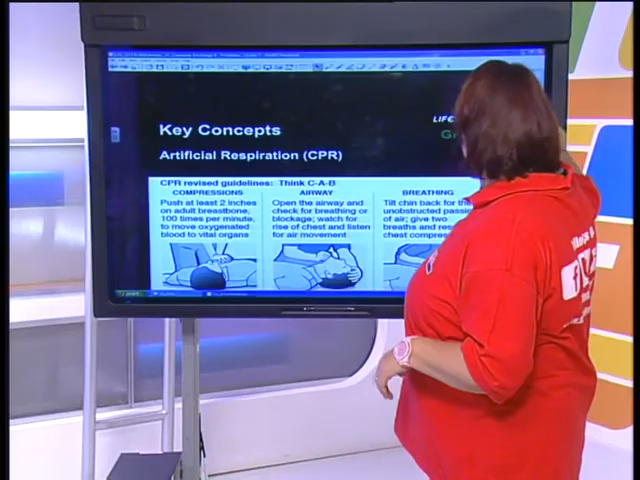 LIFE
Key Concepts
G
Artificial Respiration (CPR)
CPR revised guidelines: Think C-A-B
COMPRESSIONS
Push at least 2 inches
on adult breastbone,
100 times per minute,
to move oxygenated
blood to vital organs
AIRWAY
Open the airway and
check for breathing or
blockage; watch for
rise of chest and listen
for air movement
BREATHING
Tilt chin back for the
unobstructed passa
of air; give two
breaths and res
chest compres